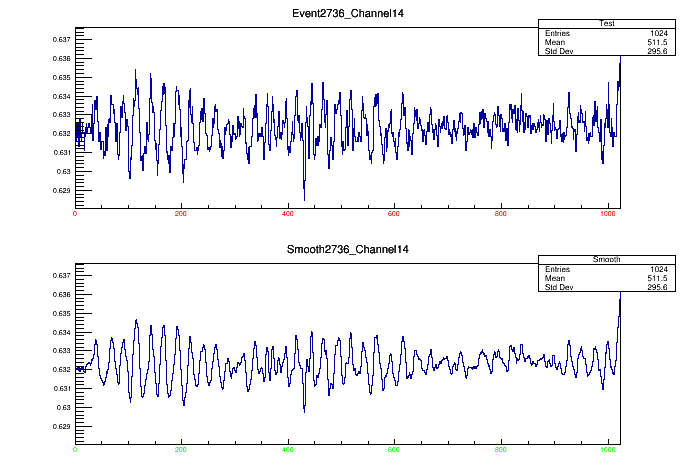 Event2736_Channel14
Test
Entries 1024
Mean 511.5
Std Dev 295.6
0.637
0.636
0.635
0.634
0.633
0.632
0.631
0.63
0.629
0 200 400 600 800 1000
Smooth2736_Channel14
Smooth
Entries 1024
Mean 511.5
Std Dev 295.6
0.637
0.636
0.635
0.634
0.633
0.632
0.631
0.63
0.629
0 200 400 600 800 1000